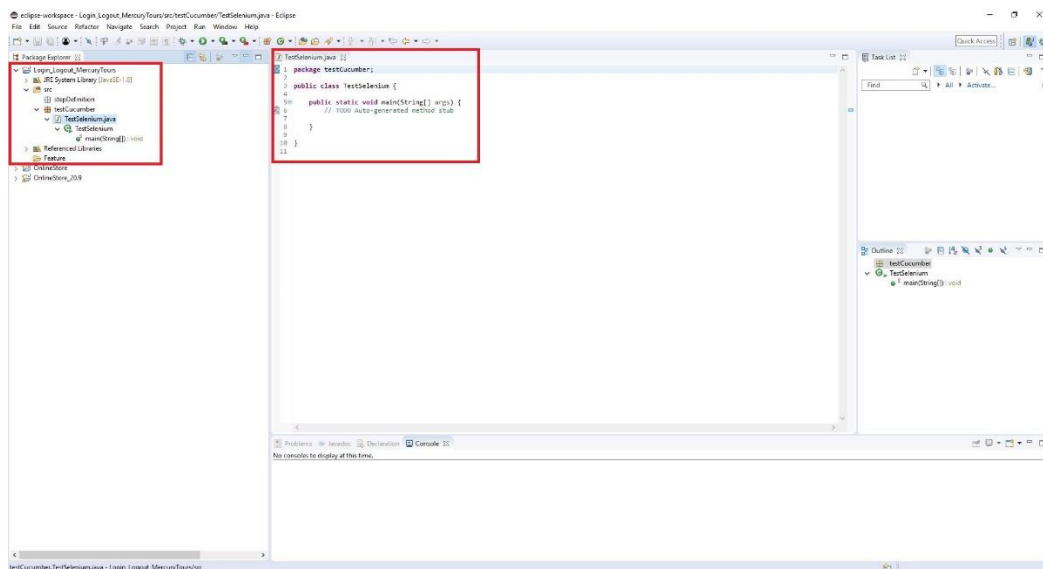 eclipse-workspace - Login_Logout_MercuryTours/src/testCucumber/TestSelenium.java - Eclipse
File Edit Source Refactor Navigate Search Project Run Window Help
Quick Access
Package Explorer
Login_Logout_MercuryTours
JRE System Library [JavaSE-1.8]
src
stepDefinition
testCucumber
TestSelenium.java
TestSelenium
main(String[]) : void
Referenced Libraries
Feature
OnlineStore
OnlineStore_20.9
TestSelenium.java
1 package testCucumber;
2
3 public class TestSelenium {
4
5 public static void main(String[] args) {
6 // TODO Auto-generated method stub
7
8 }
9
10 }
11
Task List
Find All Activate...
Outline
testCucumber
TestSelenium
main(String[]) : void
Problems Javadoc Declaration Console
No consoles to display at this time.
testCucumber.TestSelenium.java - Login_Logout_MercuryTours/src